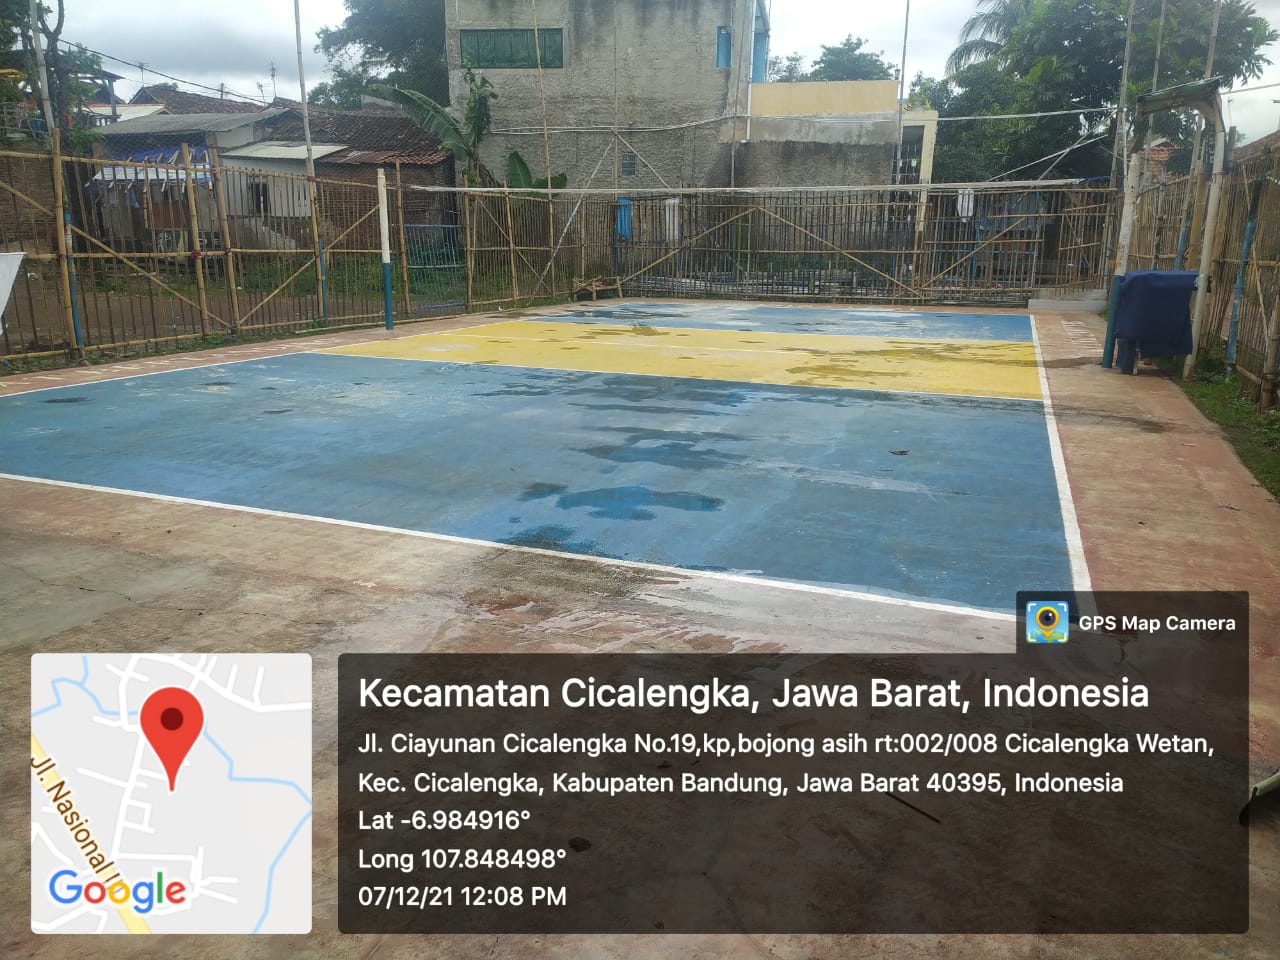 GPS Map Camera
Kecamatan Cicalengka, Jawa Barat, Indonesia
Jl. Ciayunan Cicalengka No.19,kp,bojong asih rt:002/008 Cicalengka Wetan,
Kec. Cicalengka, Kabupaten Bandung, Jawa Barat 40395, Indonesia
Lat -6.984916°
Long 107.848498°
07/12/21 12:08 PM
Jl. Nasional
Google